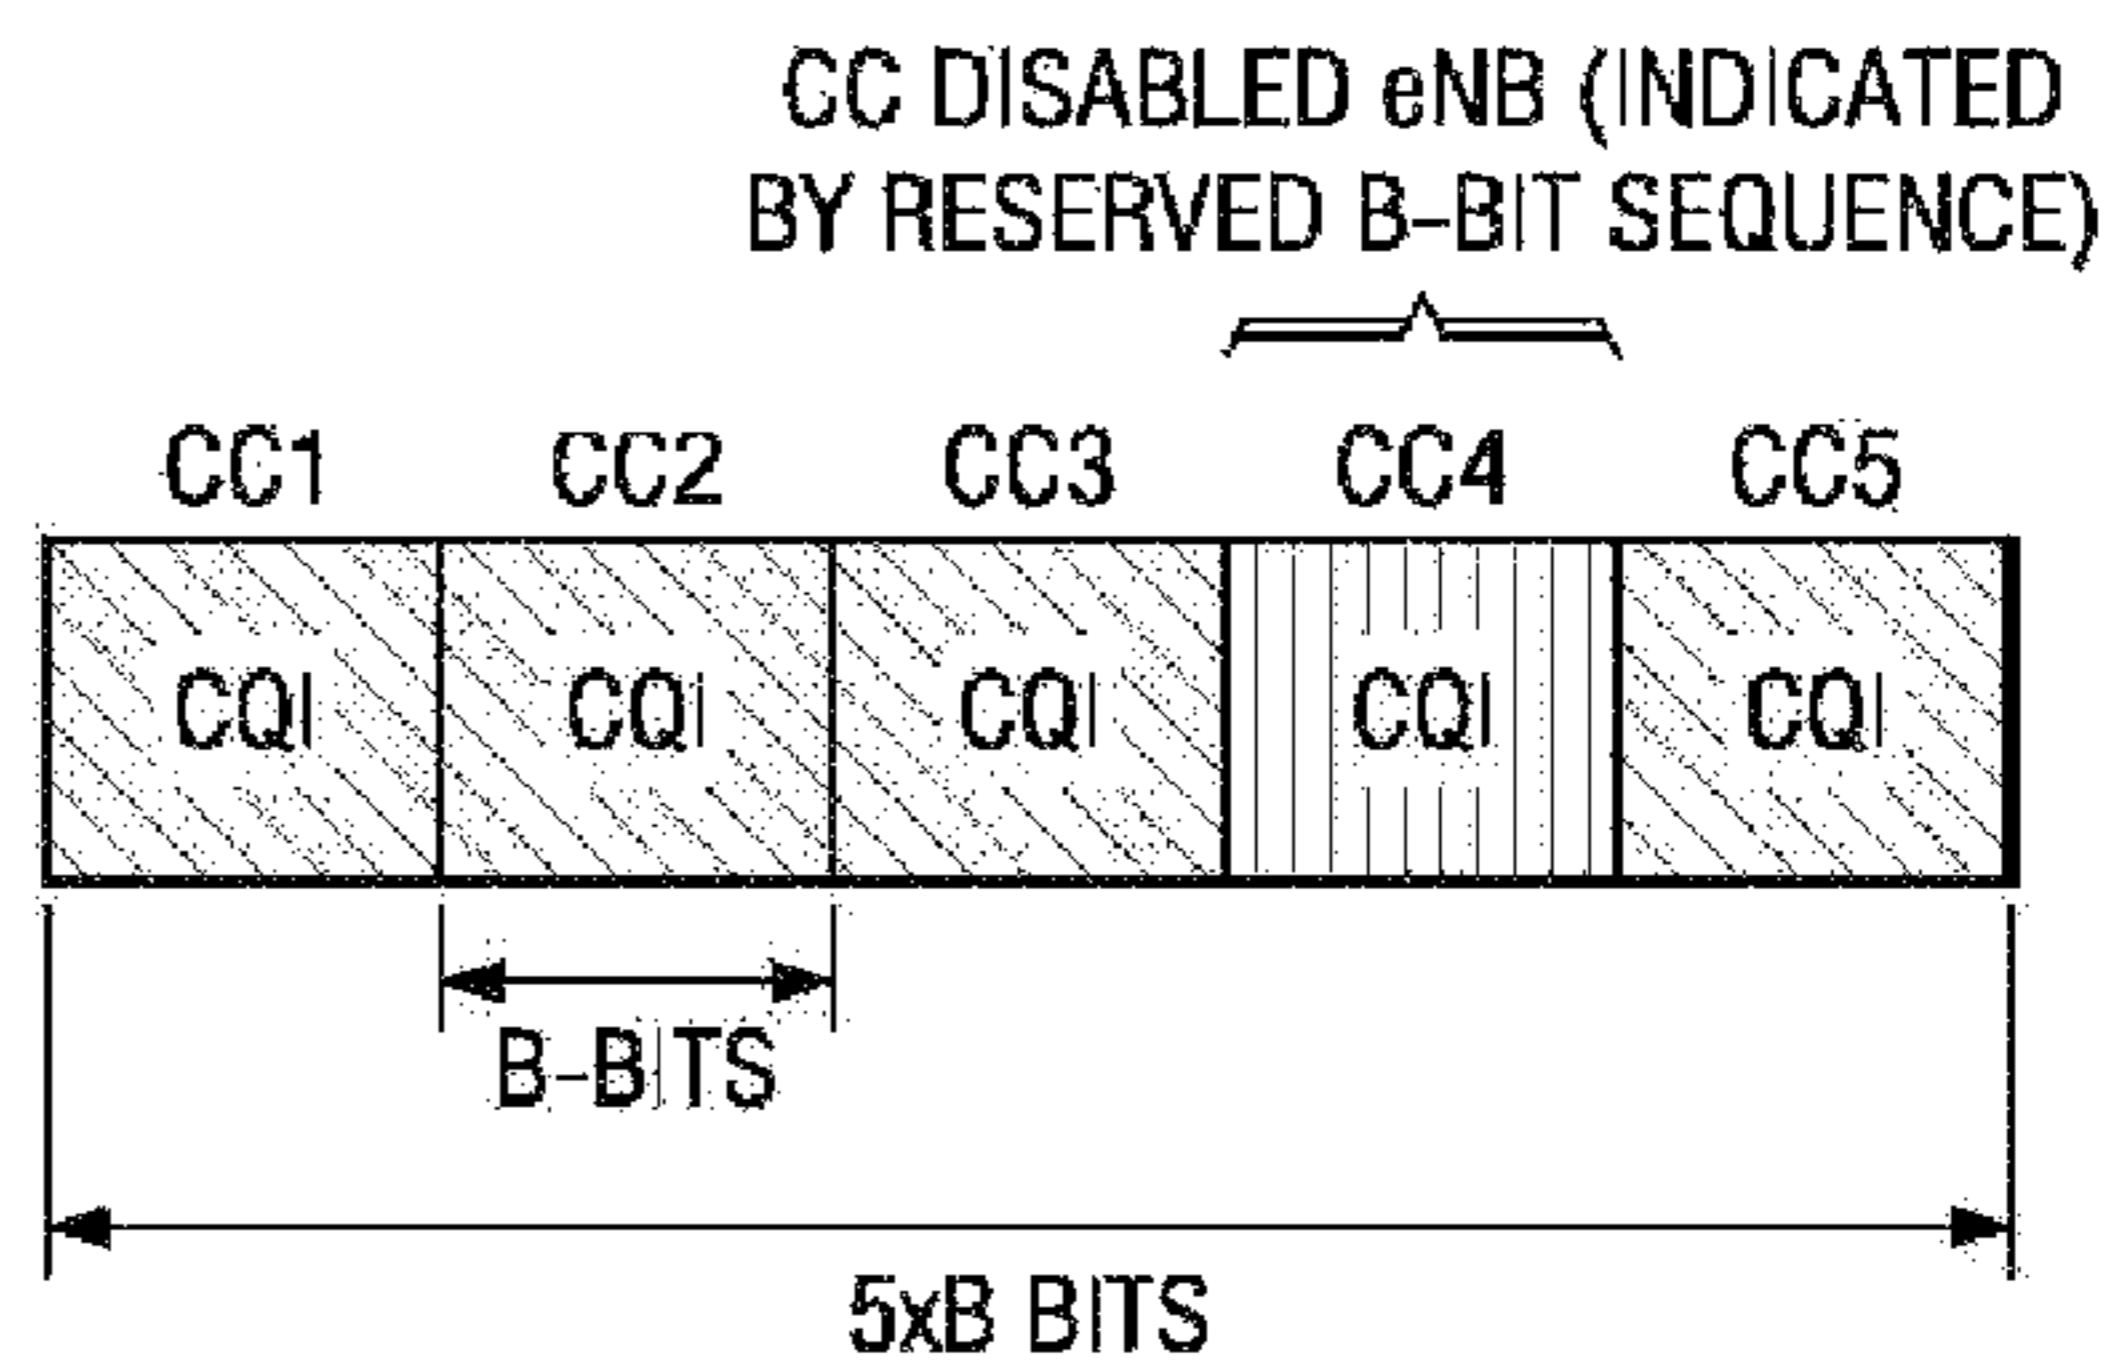 CC DISABLED eNB (INDICATED
BY RESERVED B-BIT SEQUENCE)
CC1 CC2 CC3 CC4 CC5
CQI CQI CQI CQI CQI
B-BITS
5xB BITS